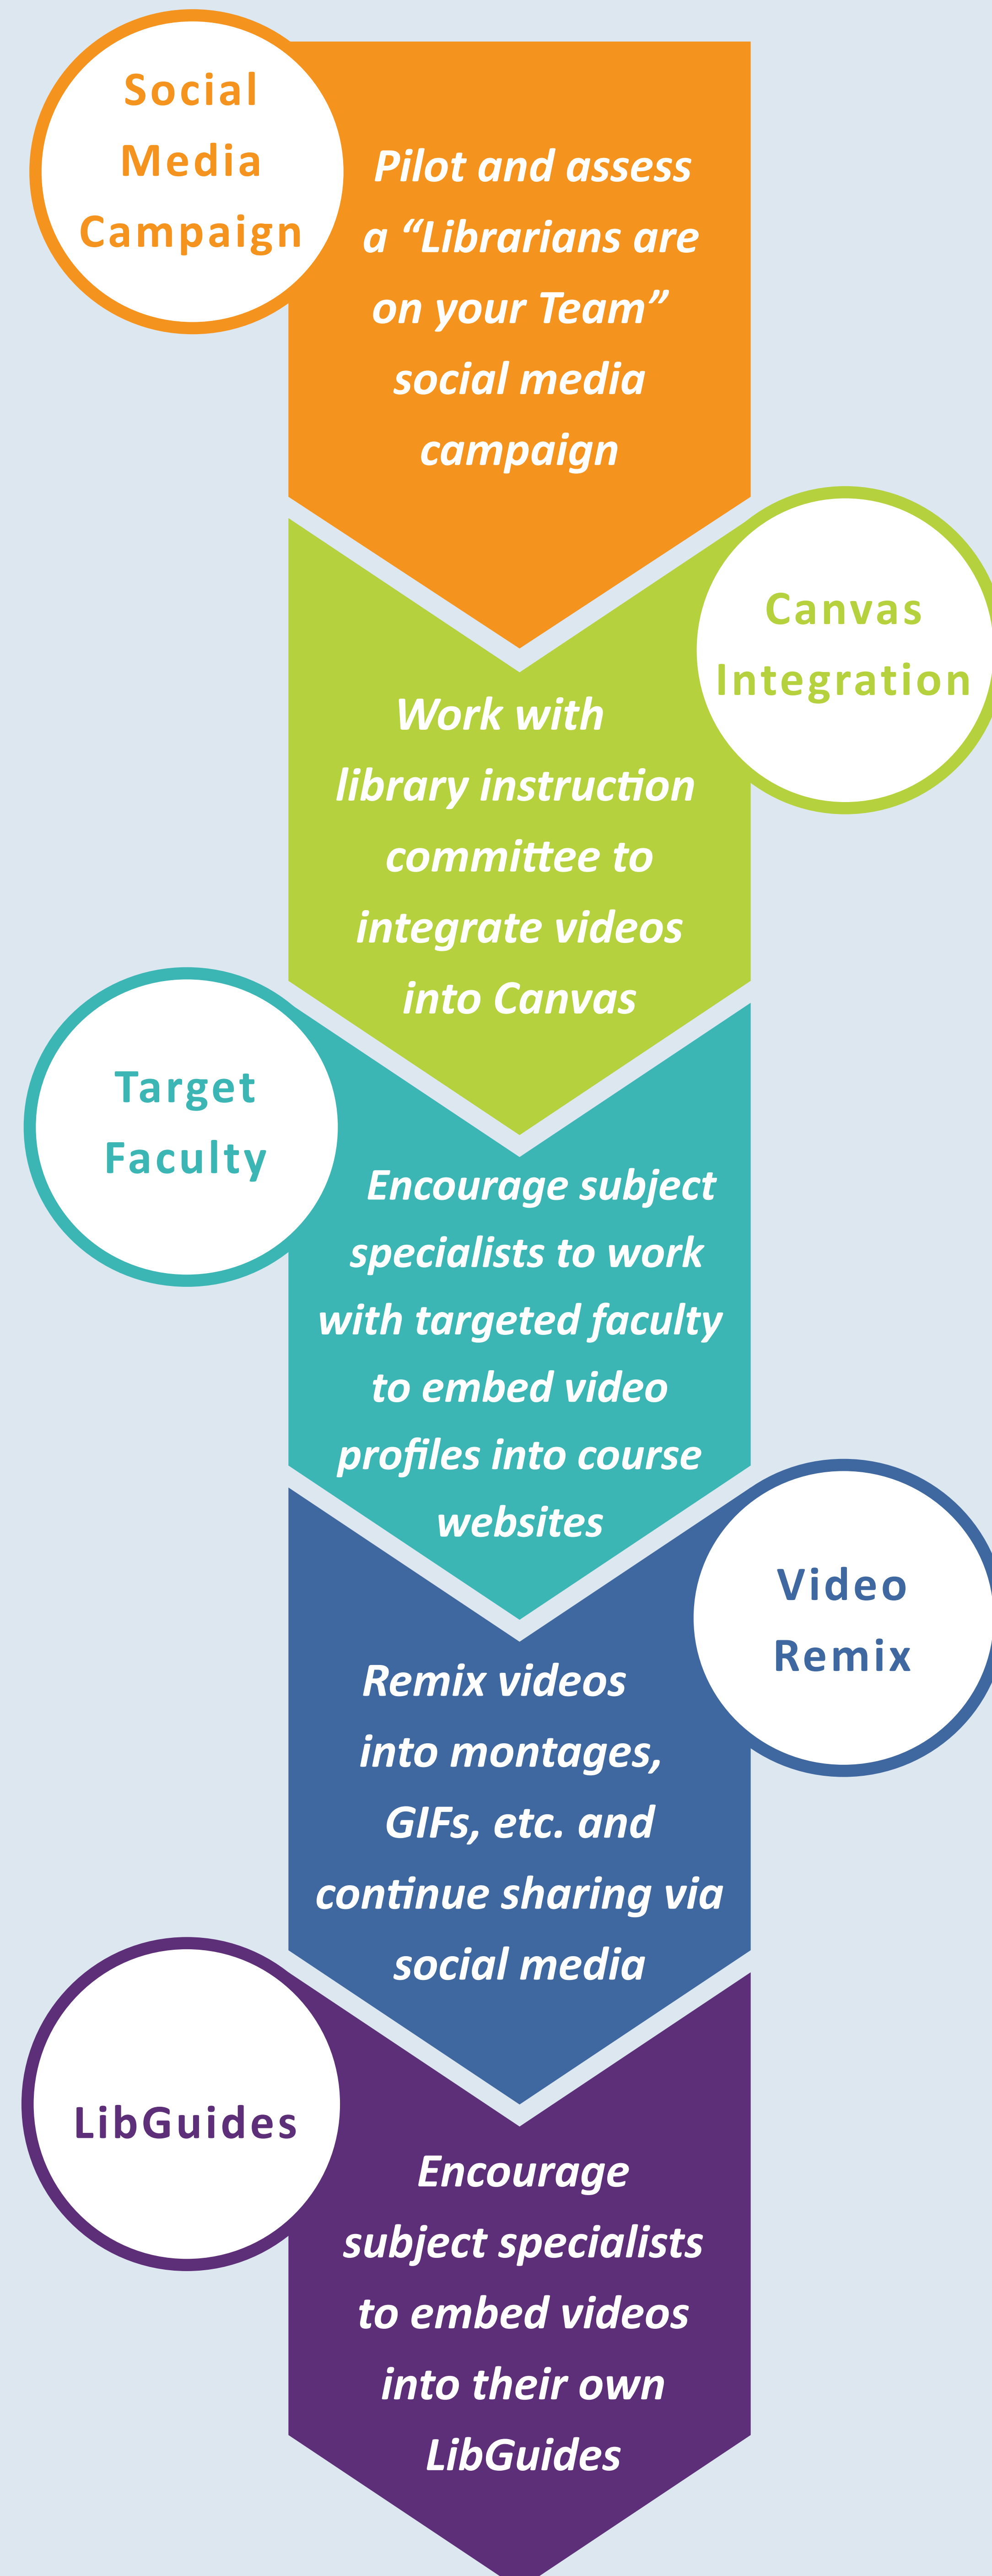 Social
Media
Campaign
Pilot and assess
a “Librarians are
on your Team”
social media
campaign
Canvas
Integration
Work with
library instruction
committee to
integrate videos
into Canvas
Target
Faculty
Encourage subject
specialists to work
with targeted faculty
to embed video
profiles into course
websites
Video
Remix
Remix videos
into montages,
GIFs, etc. and
continue sharing via
social media
LibGuides
Encourage
subject specialists
to embed videos
into their own
LibGuides